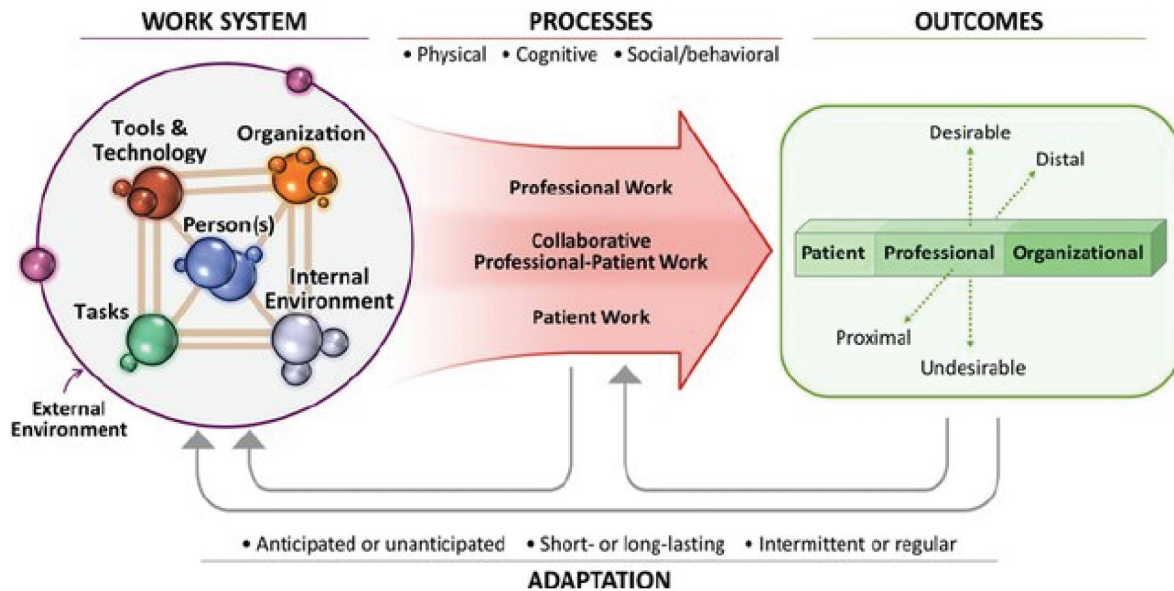 WORK SYSTEM
PROCESSES
OUTCOMES
• Physical • Cognitive • Social/behavioral
Tools &
Technology
Organization
Person(s)
Internal
Environment
Tasks
External
Environment
Professional Work
Collaborative
Professional-Patient Work
Patient Work
Desirable
Distal
Patient
Professional
Organizational
Proximal
Undesirable
• Anticipated or unanticipated • Short- or long-lasting • Intermittent or regular
ADAPTATION